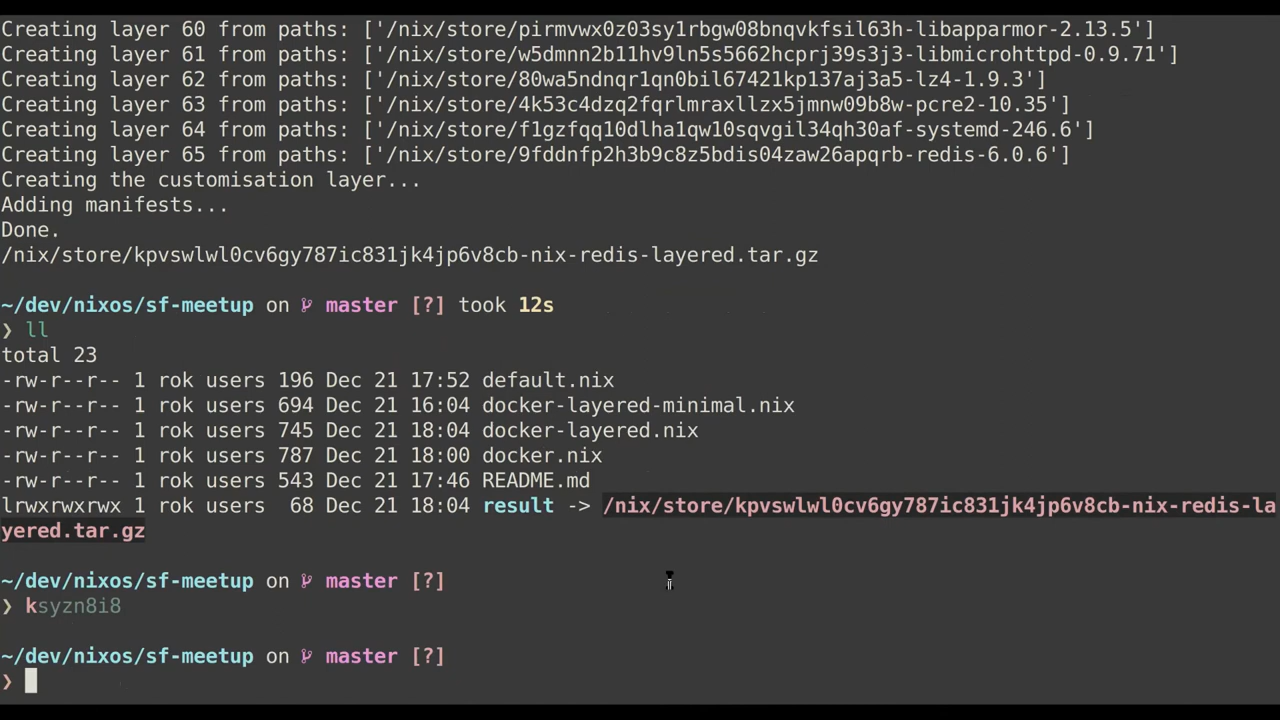 Creating layer 60 from paths: ['/nix/store/pirmvwx0z03sy1rbgw08bnqvkfsil63h-libapparmor-2.13.5']
Creating layer 61 from paths: ['/nix/store/w5dmnn2b11hv9ln5s5662hcprj39s3j3-libmicrohttpd-0.9.71']
Creating layer 62 from paths: ['/nix/store/80wa5ndnqr1qn0bil67421kp137aj3a5-lz4-1.9.3']
Creating layer 63 from paths: ['/nix/store/4k53c4dzq2fqrlmraxllzx5jmnw09b8w-pcre2-10.35']
Creating layer 64 from paths: ['/nix/store/f1gzfqq10dlha1qw10sqvgil34qh30af-systemd-246.6']
Creating layer 65 from paths: ['/nix/store/9fddnfp2h3b9c8z5bdis04zaw26apqrb-redis-6.0.6']
Creating the customisation layer...
Adding manifests...
Done.
/nix/store/kpvswlwl0cv6gy787ic831jk4jp6v8cb-nix-redis-layered.tar.gz
~/dev/nixos/sf-meetup on master [?] took 12s
❯ ll
total 23
-rw-r--r-- 1 rok users 196 Dec 21 17:52 default.nix
-rw-r--r-- 1 rok users 694 Dec 21 16:04 docker-layered-minimal.nix
-rw-r--r-- 1 rok users 745 Dec 21 18:04 docker-layered.nix
-rw-r--r-- 1 rok users 787 Dec 21 18:00 docker.nix
-rw-r--r-- 1 rok users 543 Dec 21 17:46 README.md
lrwxrwxrwx 1 rok users  68 Dec 21 18:04 result -> /nix/store/kpvswlwl0cv6gy787ic831jk4jp6v8cb-nix-redis-la
yered.tar.gz
~/dev/nixos/sf-meetup on master [?]
❯ ksyzn8i8
~/dev/nixos/sf-meetup on master [?]
❯